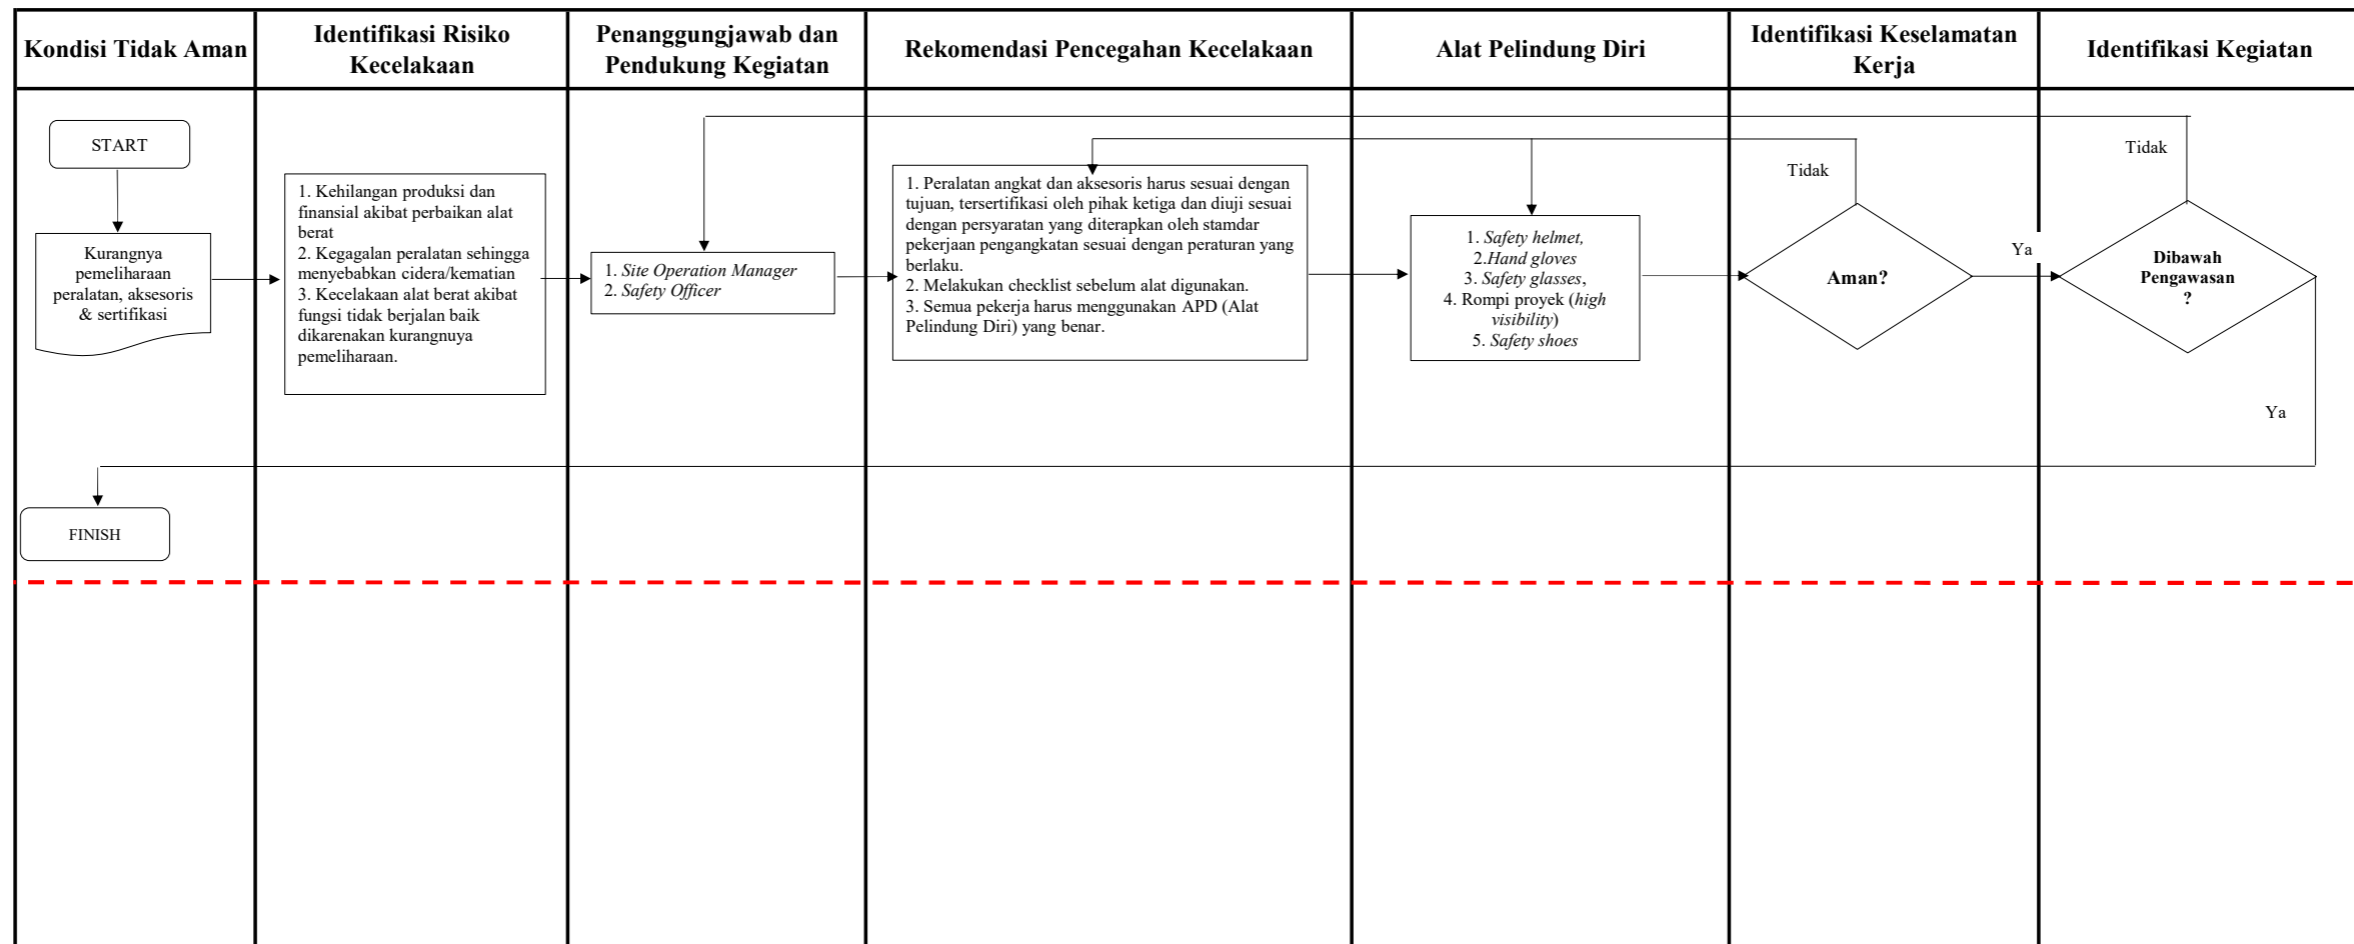 Kondisi Tidak Aman
Identifikasi Risiko
Kecelakaan
Penanggungjawab dan
Pendukung Kegiatan
Rekomendasi Pencegahan Kecelakaan
Alat Pelindung Diri
Identifikasi Keselamatan
Kerja
Identifikasi Kegiatan
START
Kurangnya
pemeliharaan
peralatan, aksesoris
& sertifikasi
1. Kehilangan produksi dan
finansial akibat perbaikan alat
berat
2. Kegagalan peralatan sehingga
menyebabkan cidera/kematian
3. Kecelakaan alat berat akibat
fungsi tidak berjalan baik
dikarenakan kurangnuya
pemeliharaan.
1. Site Operation Manager
2. Safety Officer
1. Peralatan angkat dan aksesoris harus sesuai dengan
tujuan, tersertifikasi oleh pihak ketiga dan diuji sesuai
dengan persyaratan yang diterapkan oleh stamdar
pekerjaan pengangkatan sesuai dengan peraturan yang
berlaku.
2. Melakukan checklist sebelum alat digunakan.
3. Semua pekerja harus menggunakan APD (Alat
Pelindung Diri) yang benar.
1. Safety helmet,
2.Hand gloves
3. Safety glasses,
4. Rompi proyek (high
visibility)
5. Safety shoes
Tidak
Aman?
Ya
Tidak
Dibawah
Pengawasan
?
Ya
FINISH